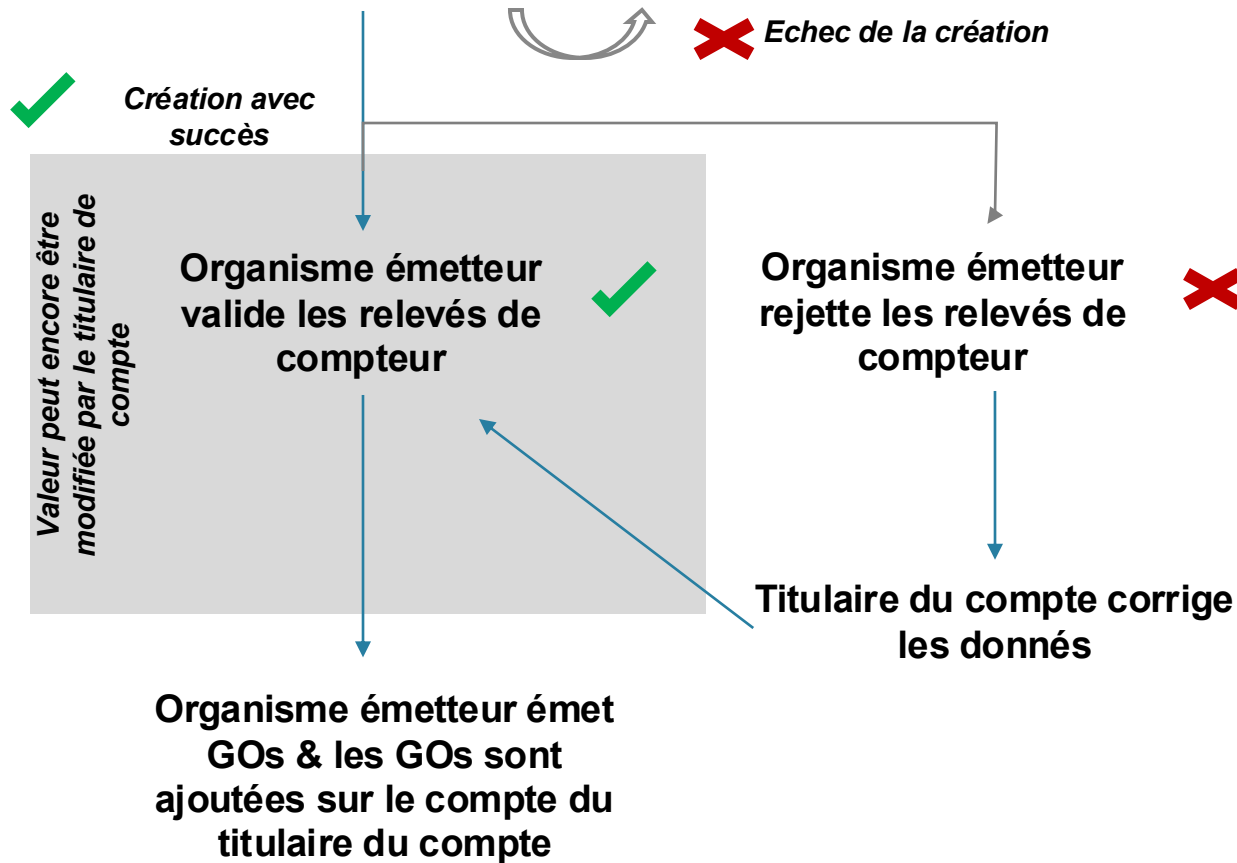 Echec de la création
Création avec
succès
Valeur peut encore être
modifiée par le titulaire de
compte
Organisme émetteur
valide les relevés de
compteur
Organisme émetteur
rejette les relevés de
compteur
Titulaire du compte corrige
les donnés
Organisme émetteur émet
GOs & les GOs sont
ajoutées sur le compte du
titulaire du compte